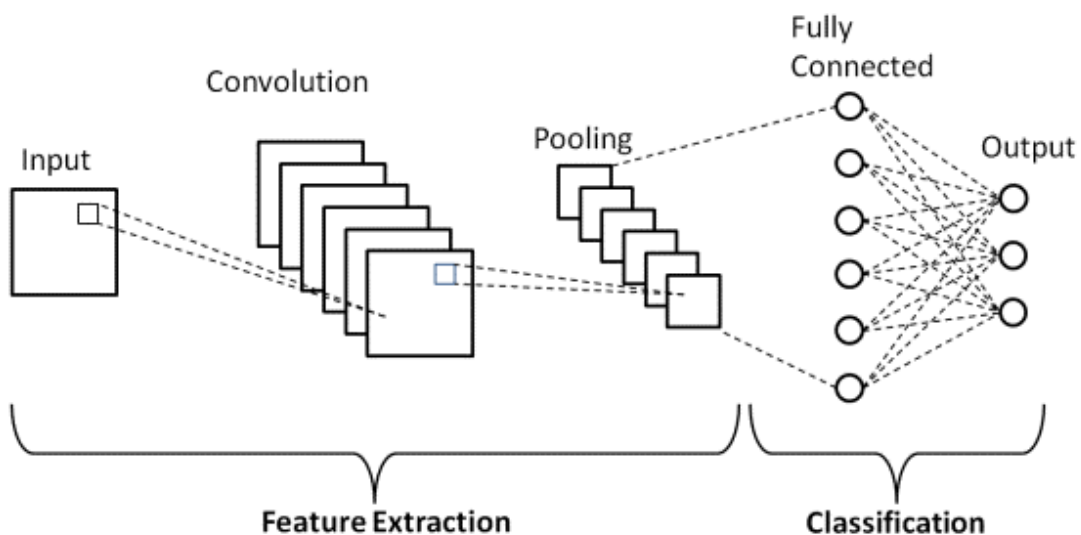 Input
Convolution
Pooling
Fully
Connected
Output
Feature Extraction
Classification